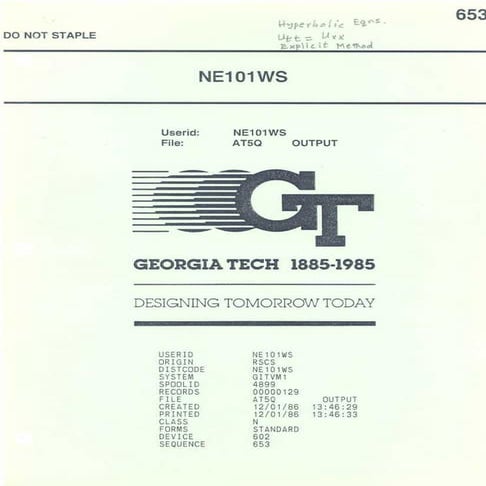 653
Hyperbolic Eqns.
DO NOT STAPLE
Utt = Uxx
Explicit Method
NE101WS
Userid: NE101WS
File: AT5Q OUTPUT
GT
GEORGIA TECH 1885-1985
DESIGNING TOMORROW TODAY
USERID NE101WS
ORIGIN RSCS
DISTCODE NE101WS
SYSTEM GITVM1
SPOOLID 4899
RECORDS 00000129
FILE AT5Q OUTPUT
CREATED 12/01/86 13:46:29
PRINTED 12/01/86 13:46:33
CLASS N
FORMS STANDARD
DEVICE 602
SEQUENCE 653